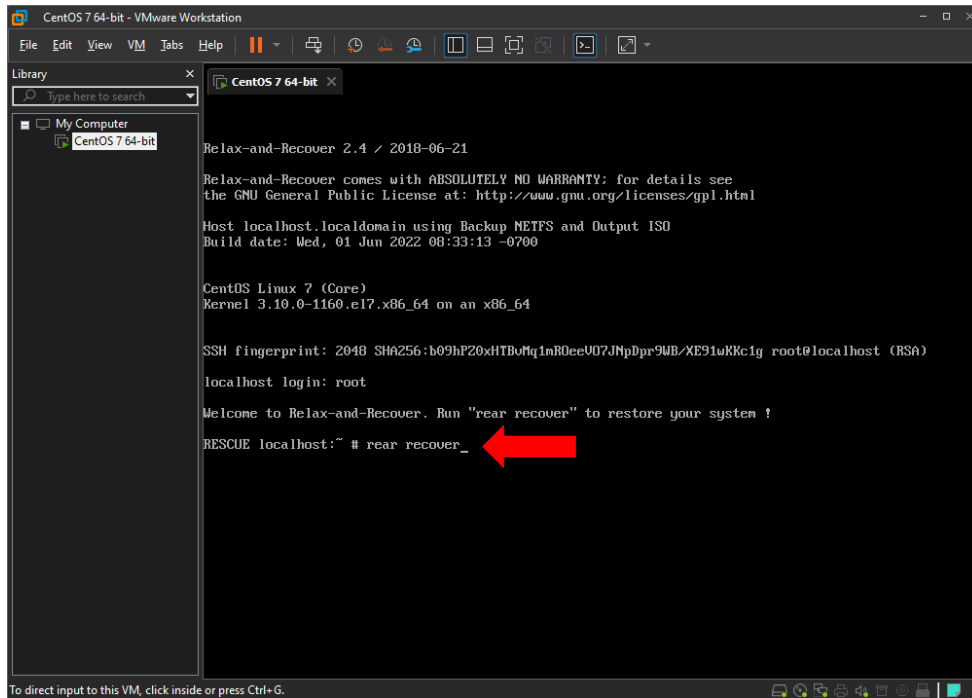 CentOS 7 64-bit - VMware Workstation
File Edit View VM Tabs Help
Library
CentOS 7 64-bit
Type here to search
My Computer
CentOS 7 64-bit
Relax-and-Recover 2.4 / 2018-06-21
Relax-and-Recover comes with ABSOLUTELY NO WARRANTY; for details see
the GNU General Public License at: http://www.gnu.org/licenses/gpl.html
Host localhost.localdomain using Backup NETFS and Output ISO
Build date: Wed, 01 Jun 2022 08:33:13 -0700
CentOS Linux 7 (Core)
Kernel 3.10.0-1160.el7.x86_64 on an x86_64
SSH fingerprint: 2048 SHA256:b09hPZ0xHTBvMq1mROeeVO7JNpDpr9WB/XE91wKKc1g root@localhost (RSA)
localhost login: root
Welcome to Relax-and-Recover. Run "rear recover" to restore your system !
RESCUE localhost:~ # rear recover_
To direct input to this VM, click inside or press Ctrl+G.